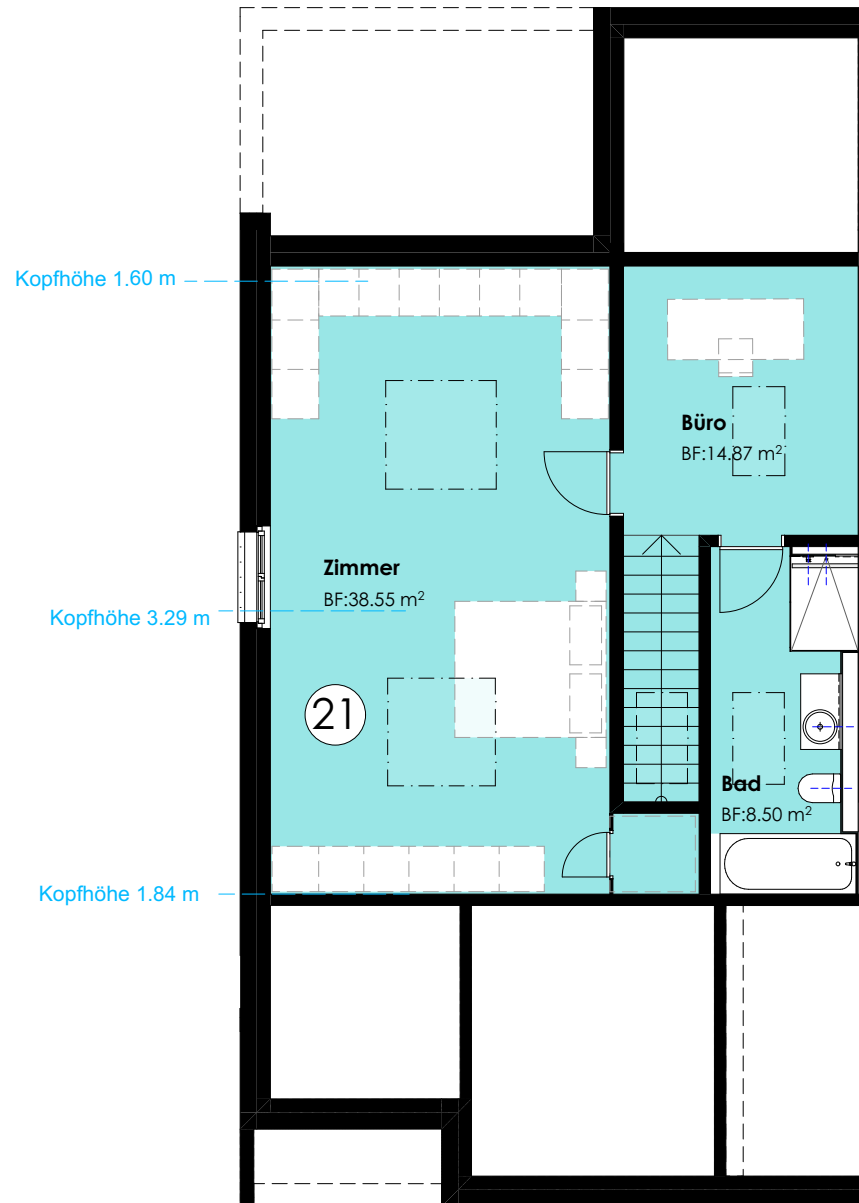 Kopfhöhe 1.60 m
Büro
BF:14.87 m²
Zimmer
BF:38.55 m²
Kopfhöhe 3.29 m
21
Bad
BF:8.50 m²
Kopfhöhe 1.84 m